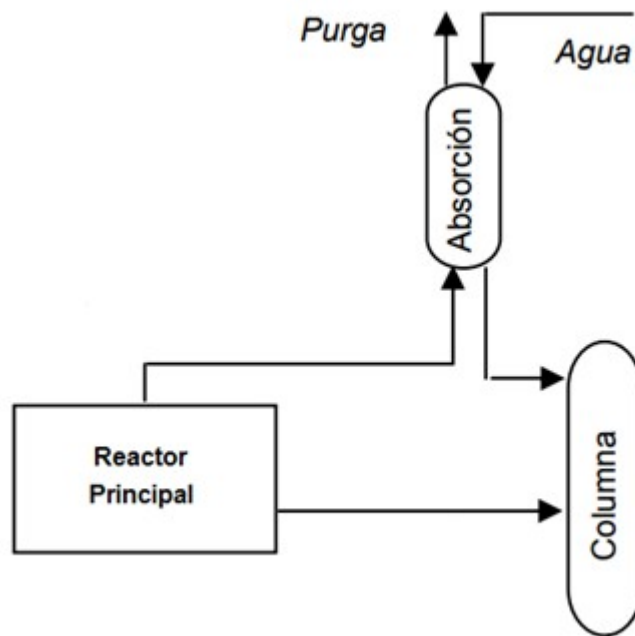 Purga
Agua
Absorción
Reactor
Principal
Columna